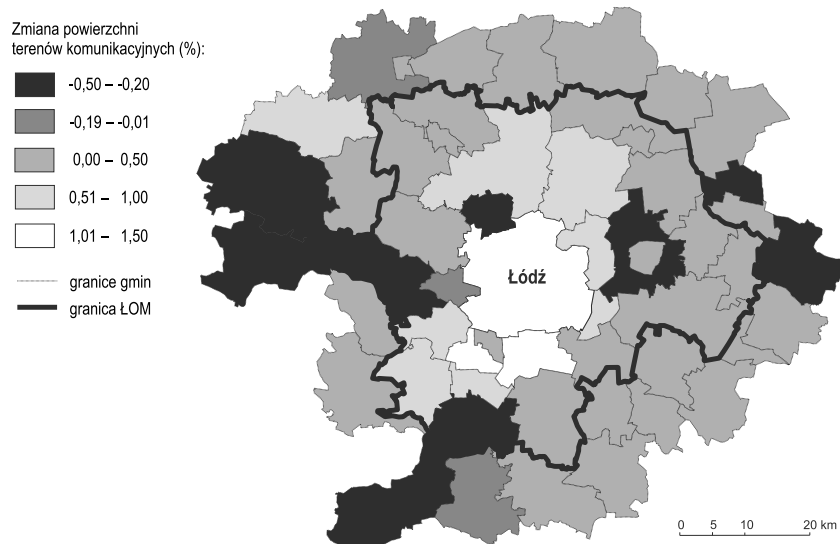 Zmiana powierzchni
terenów komunikacyjnych (%):
-0,50 – -0,20
-0,19 – -0,01
0,00 – 0,50
0,51 – 1,00
1,01 – 1,50
granice gmin
granica ŁOM
Łódź
0 5 10 20 km